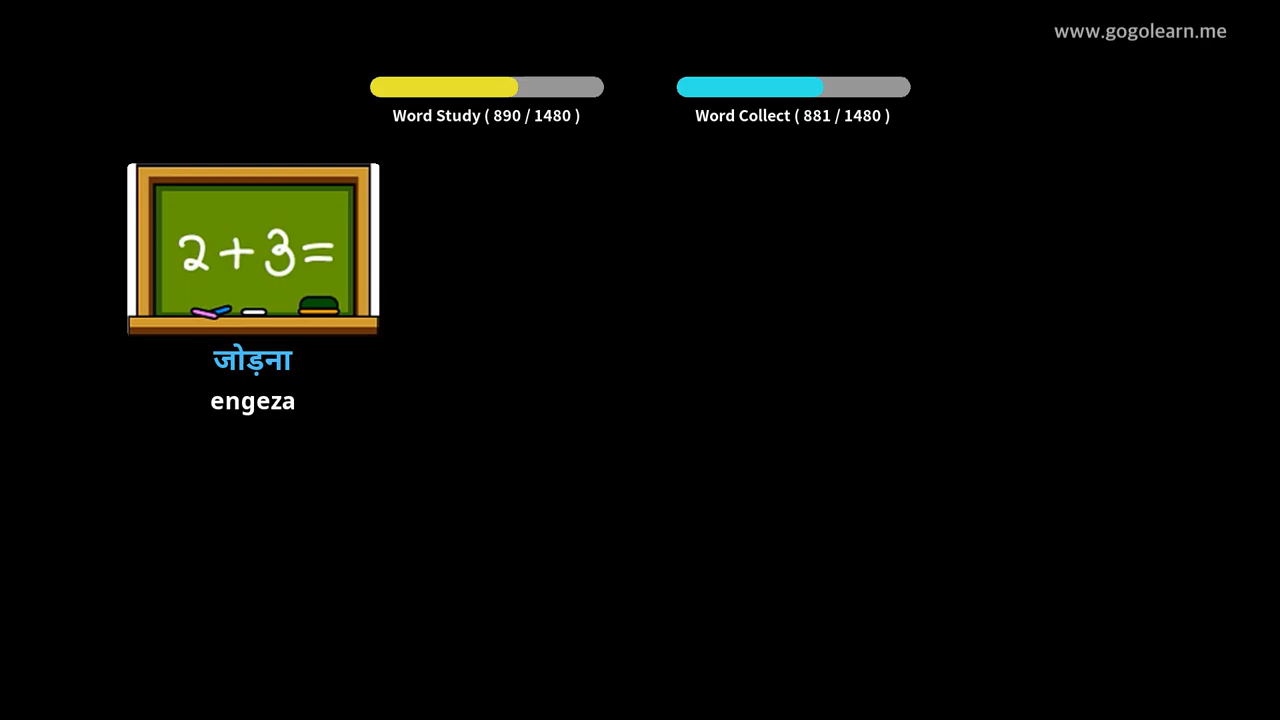 www.gogolearn.me
Word Study ( 890 / 1480 )
Word Collect ( 881 / 1480 )
2+3=
जोड़ना
engeza